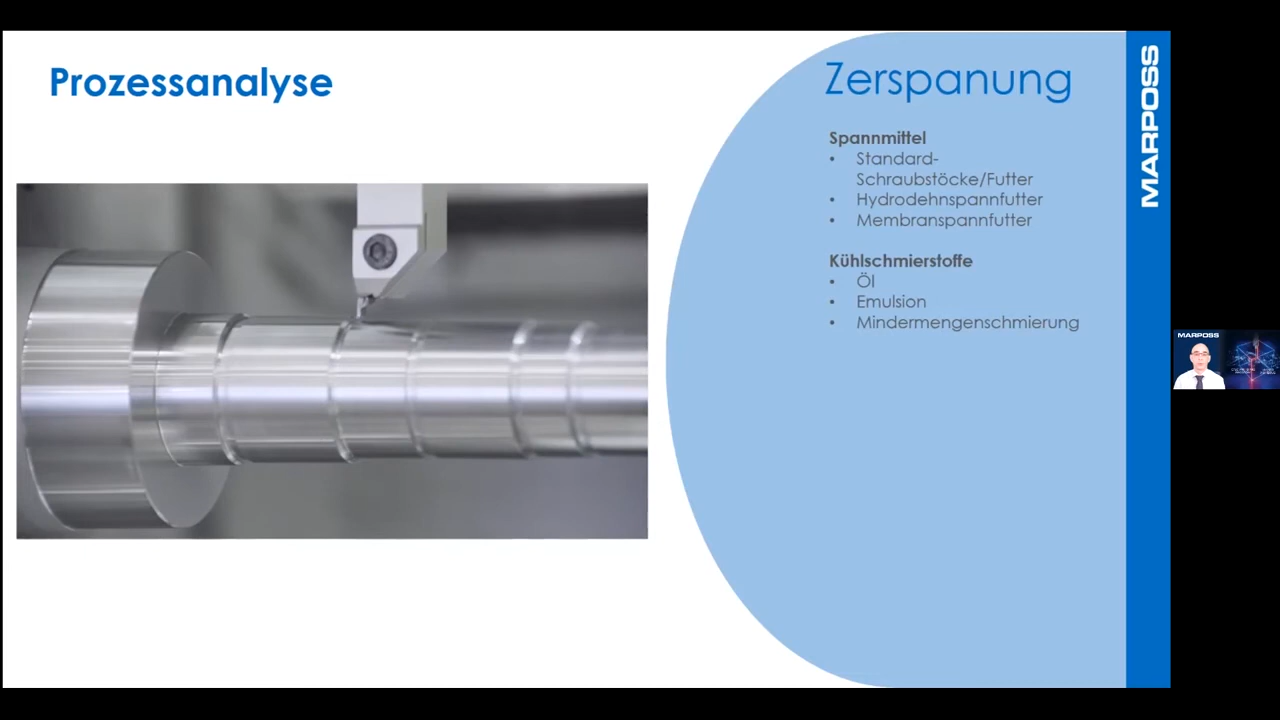 Prozessanalyse
Zerspanung
Spannmittel
• Standard-
Schraubstöcke/Futter
• Hydrodehnspannfutter
• Membranspannfutter
Kühlschmierstoffe
• Öl
• Emulsion
• Mindermengenschmierung
MARPOSS
MARPOSS